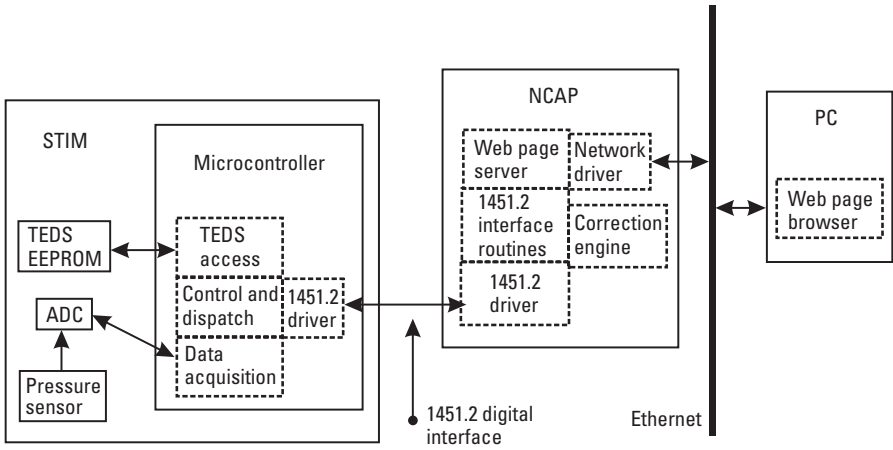 STIM
Microcontroller
TEDS
EEPROM
TEDS
access
Control and
dispatch
1451.2
driver
ADC
Data
acquisition
Pressure
sensor
1451.2 digital
interface
NCAP
Web page
server
Network
driver
1451.2
interface
routines
Correction
engine
1451.2
driver
Ethernet
PC
Web page
browser